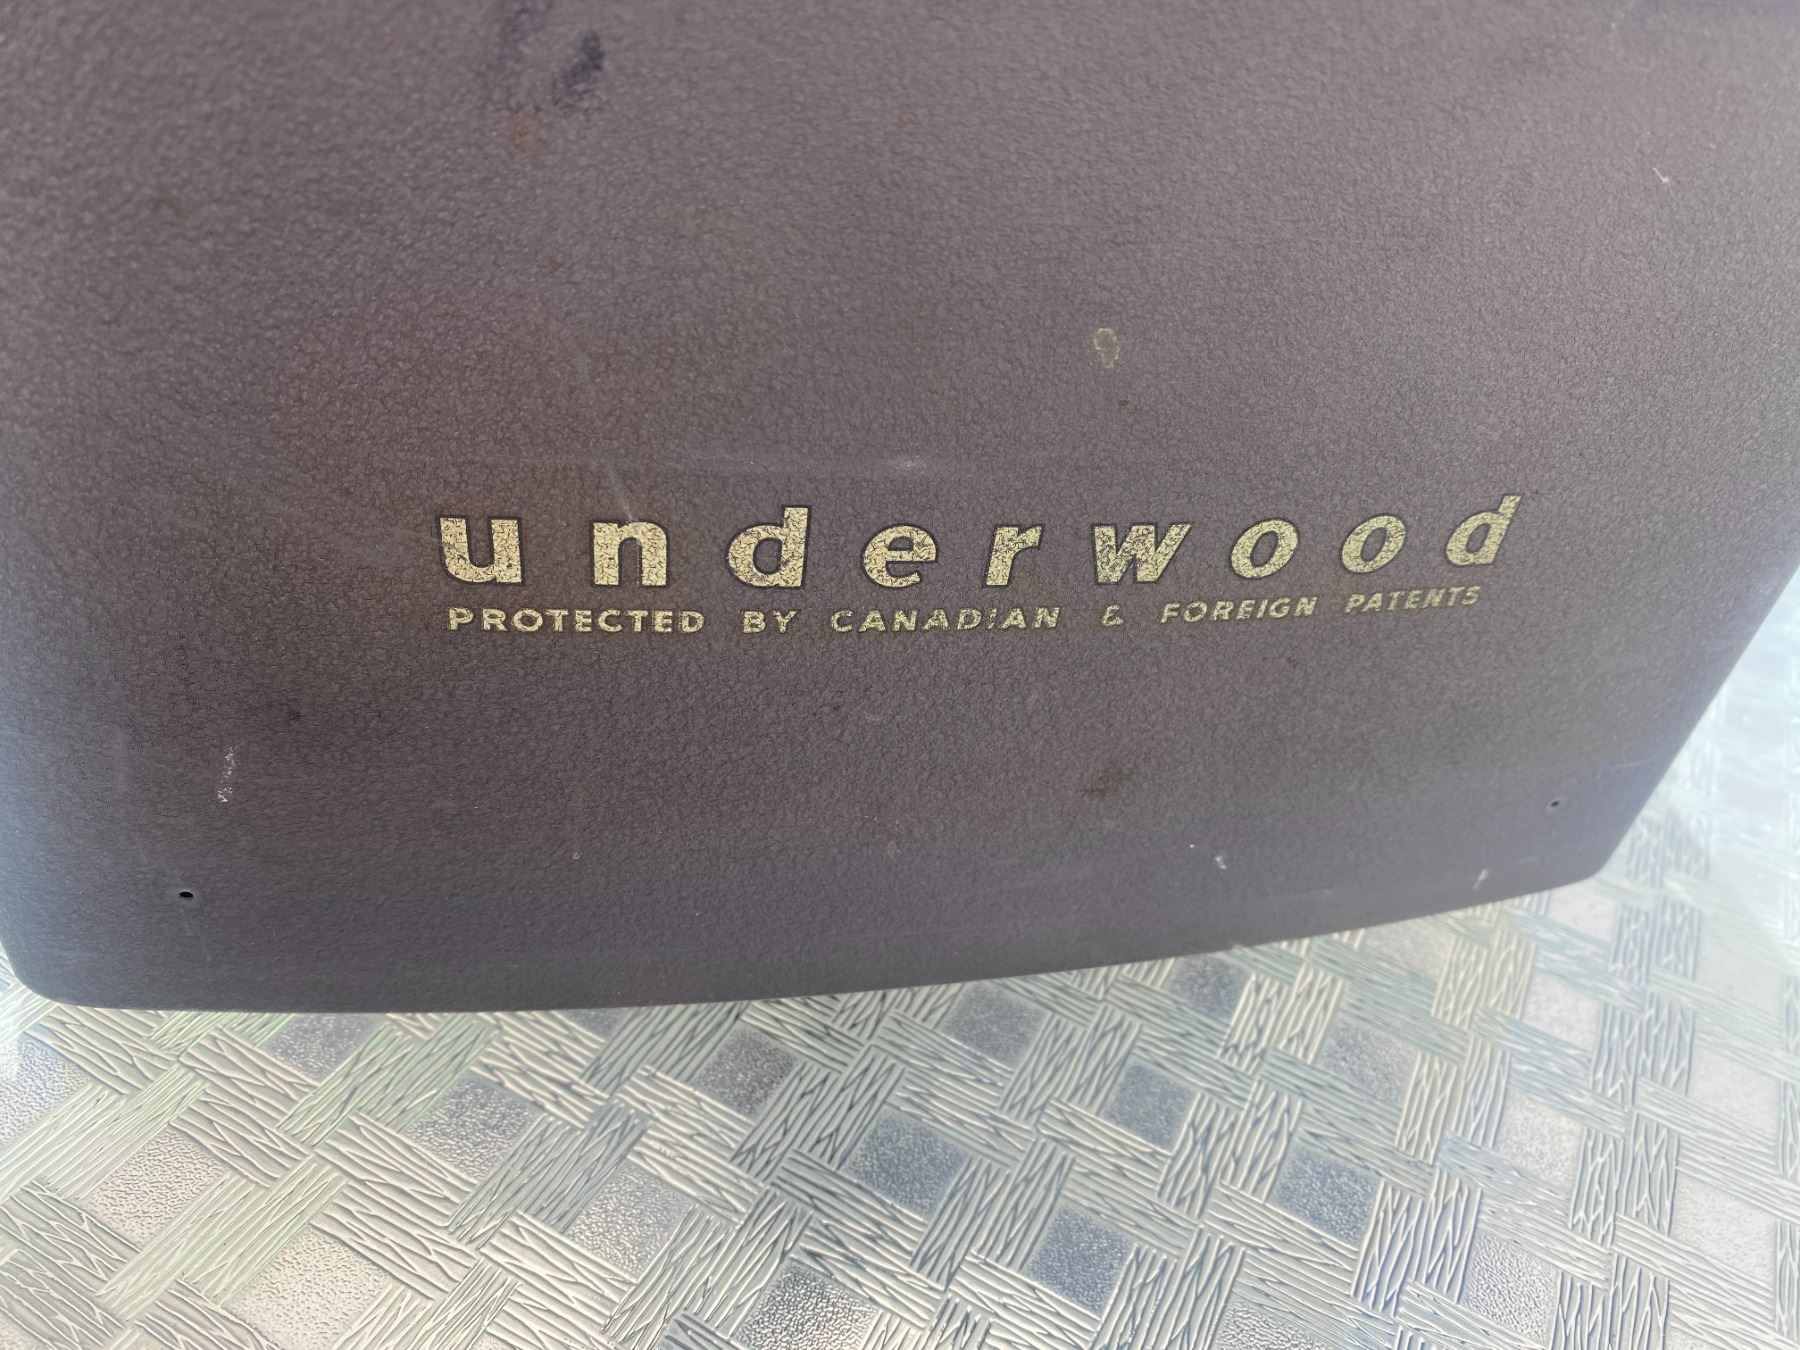 underwood
PROTECTED BY CANADIAN & FOREIGN PATENTS